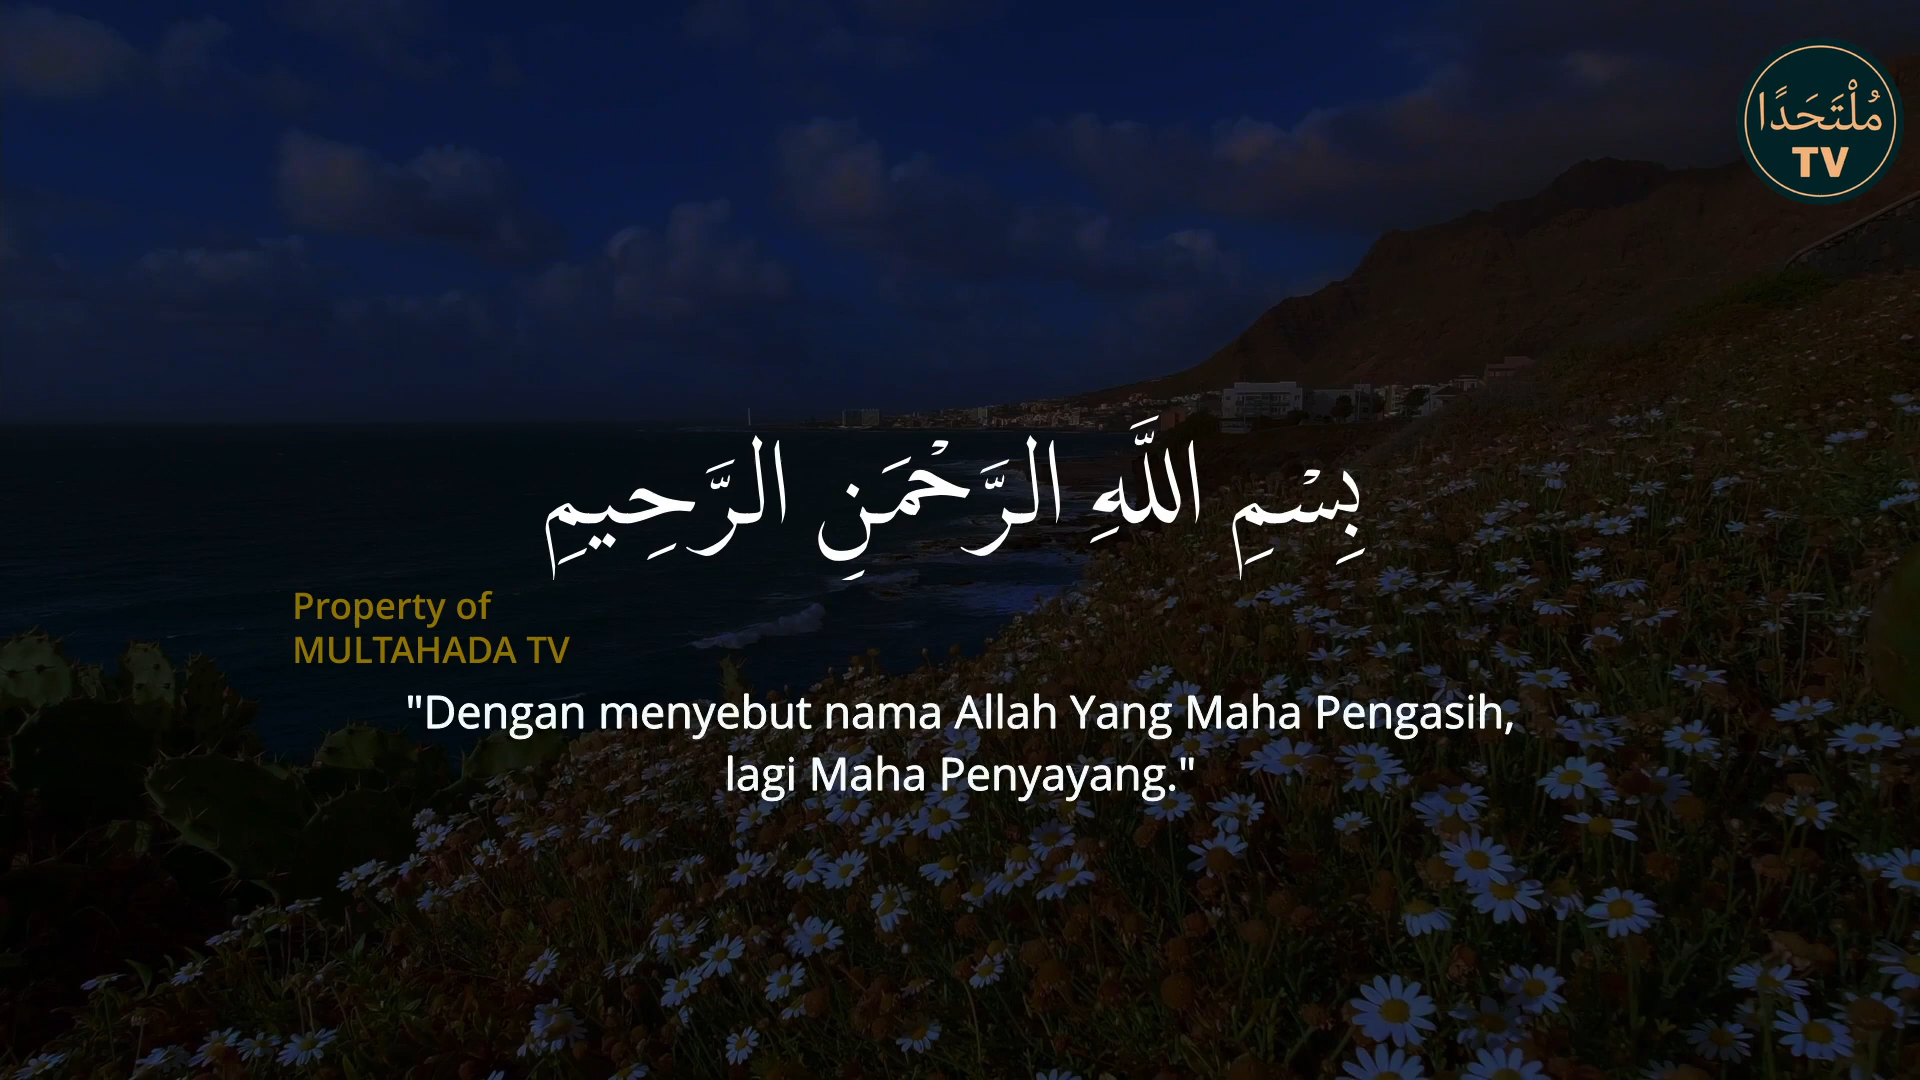 مُلْتَحَدًا
TV
بِسْمِ اللَّهِ الرَّحْمَنِ الرَّحِيمِ
Property of
MULTAHADA TV
"Dengan menyebut nama Allah Yang Maha Pengasih,
lagi Maha Penyayang."